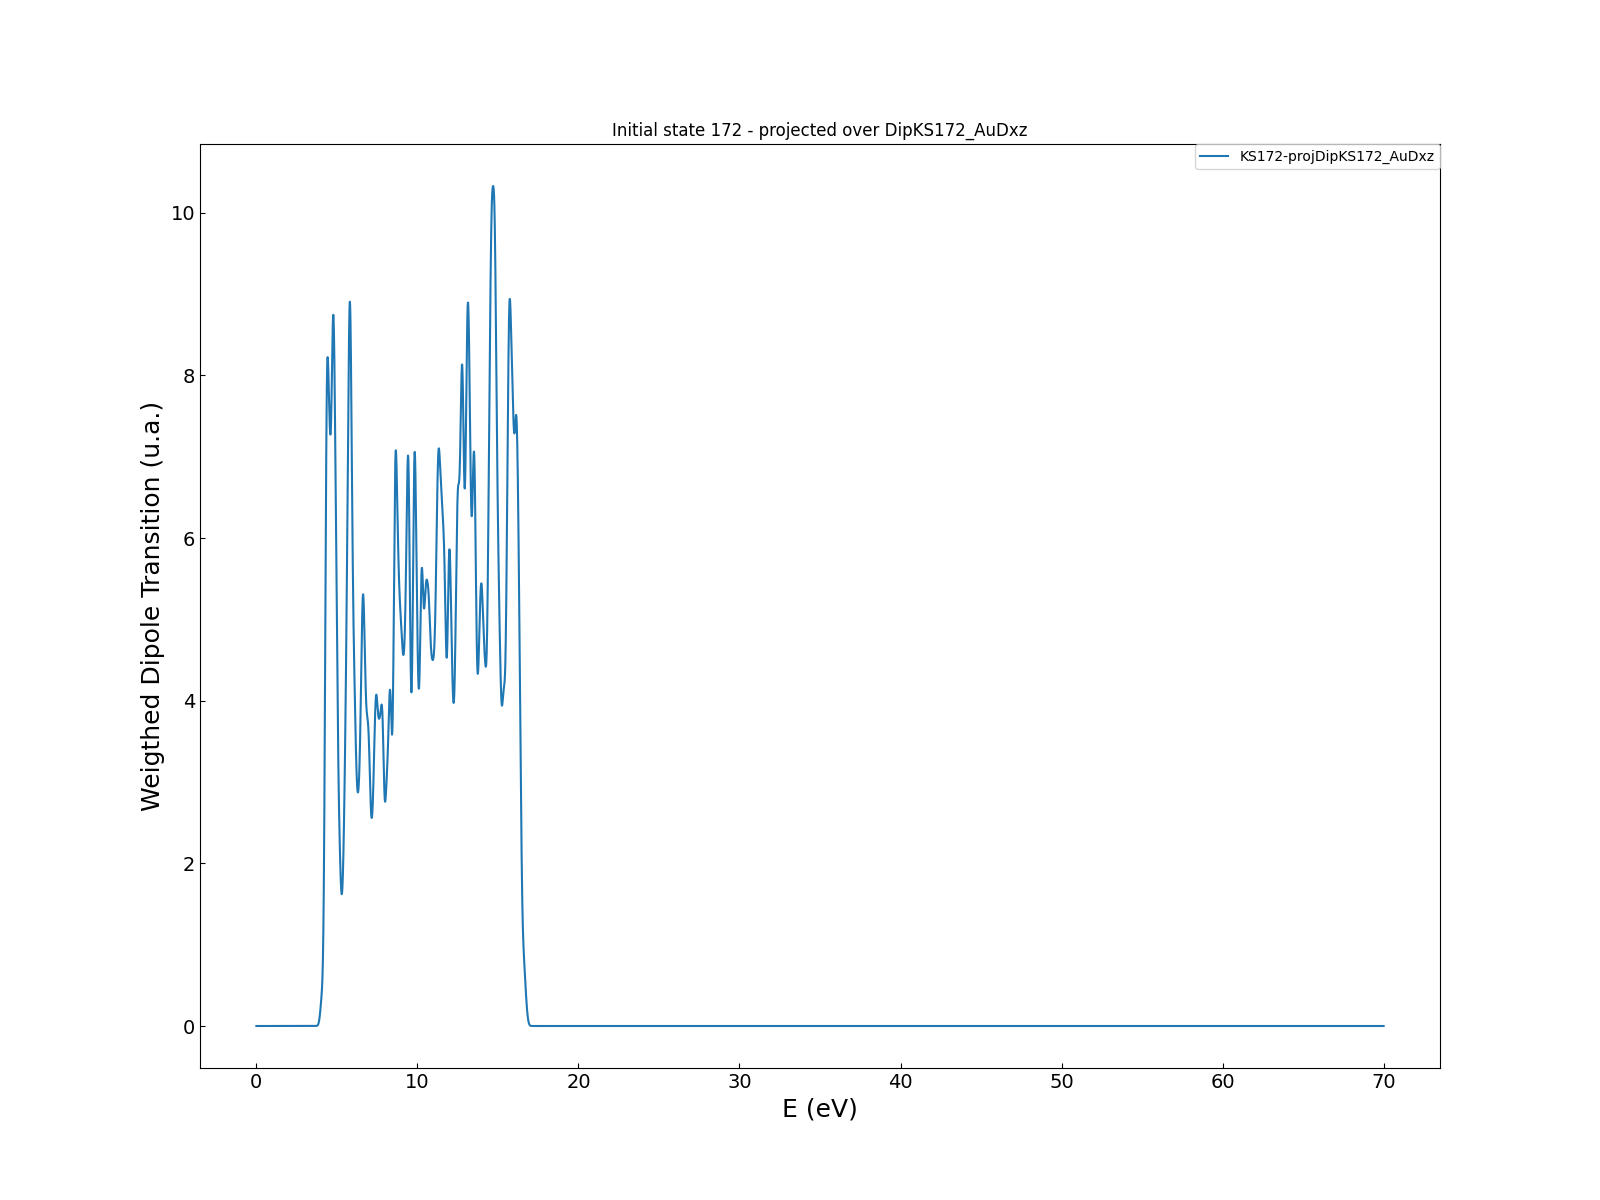 Initial state 172 - projected over DipKS172_AuDxz
KS172-projDipKS172_AuDxz
Weigthed Dipole Transition (u.a.)
10
8
6
4
2
0
0 10 20 30 40 50 60 70
E (eV)